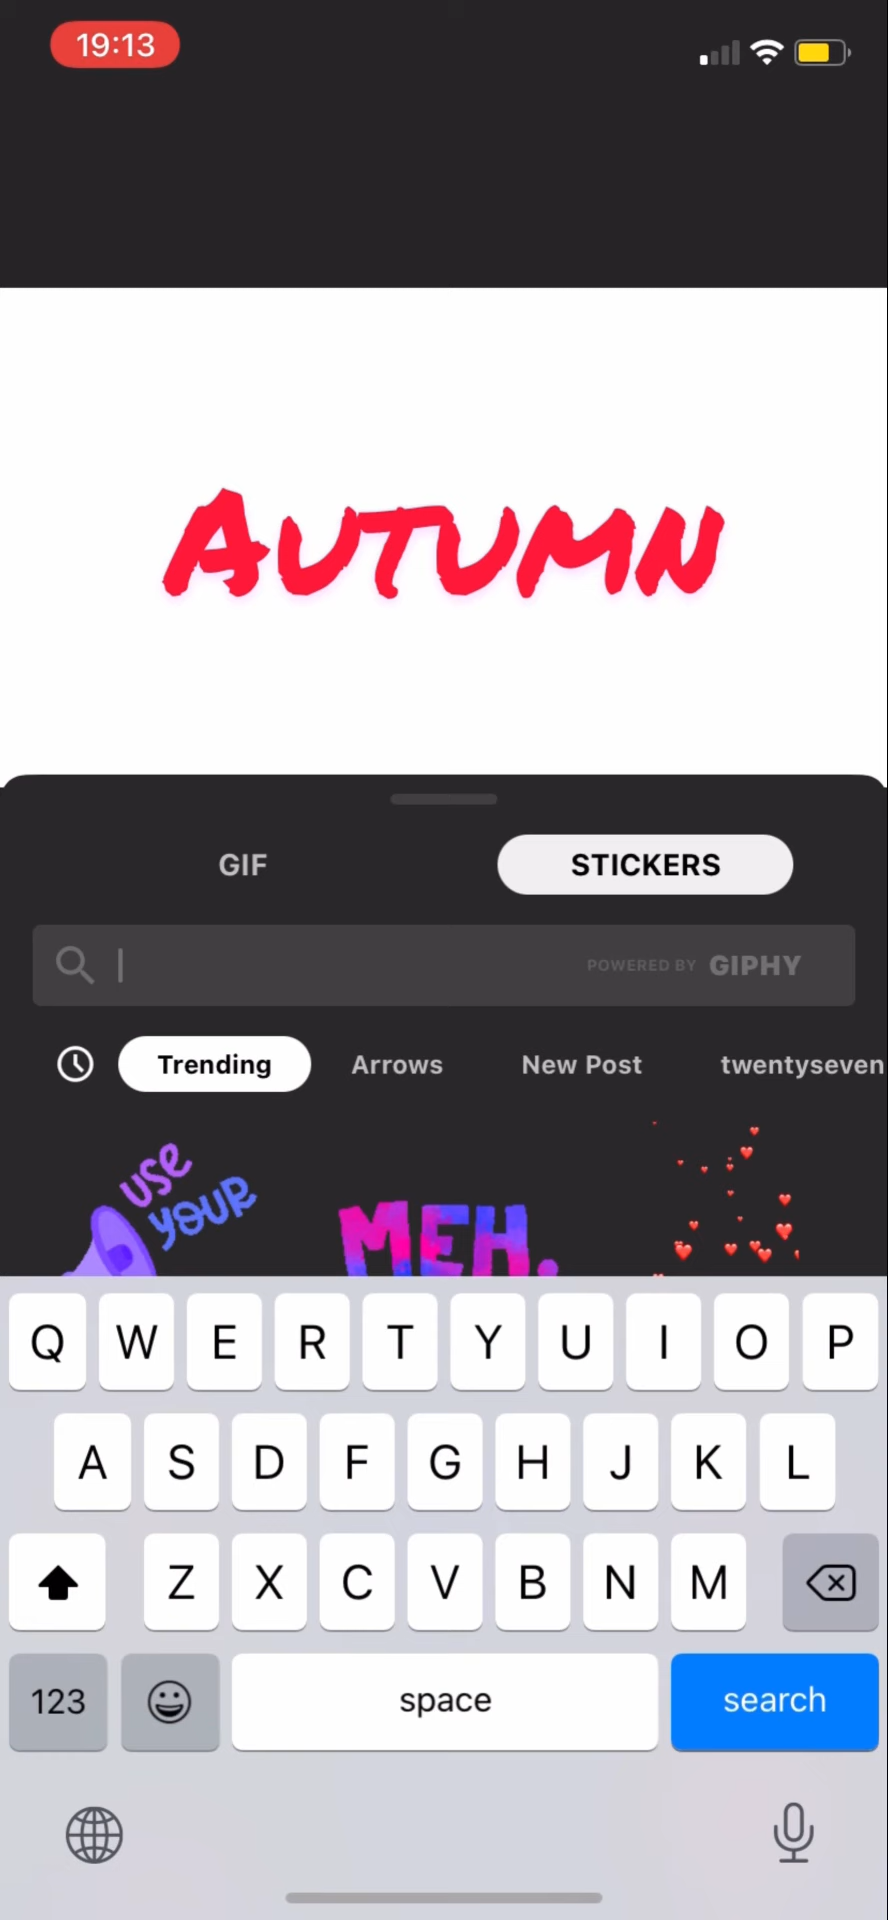 19:13
AUTUMN
GIF STICKERS
POWERED BY GIPHY
Trending Arrows New Post twentyseven
USE
YOUR
MEH.
Q W E R T Y U I O P
A S D F G H J K L
Z X C V B N M
123 space search